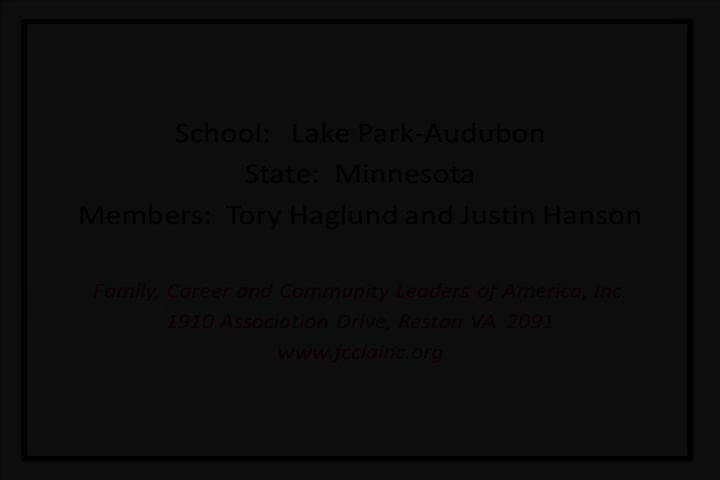 School: Lake Park-Audubon
State: Minnesota
Members: Tory Haglund and Justin Hanson
Family, Career and Community Leaders of America, Inc.
1910 Association Drive, Reston VA 2091
www.fcclainc.org